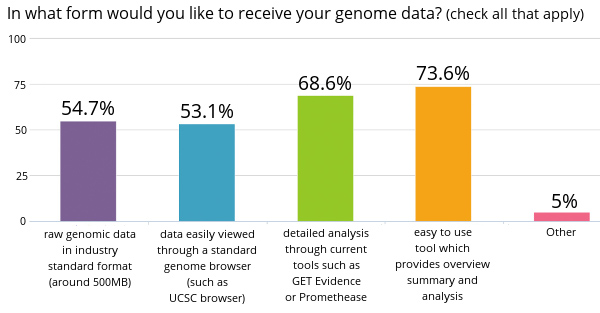 In what form would you like to receive your genome data? (check all that apply)
100
75
50
25
0
54.7%
53.1%
68.6%
73.6%
5%
raw genomic data
in industry
standard format
(around 500MB)
data easily viewed
through a standard
genome browser
(such as
UCSC browser)
detailed analysis
through current
tools such as
GET Evidence
or Promethease
easy to use
tool which
provides overview
summary and
analysis
Other